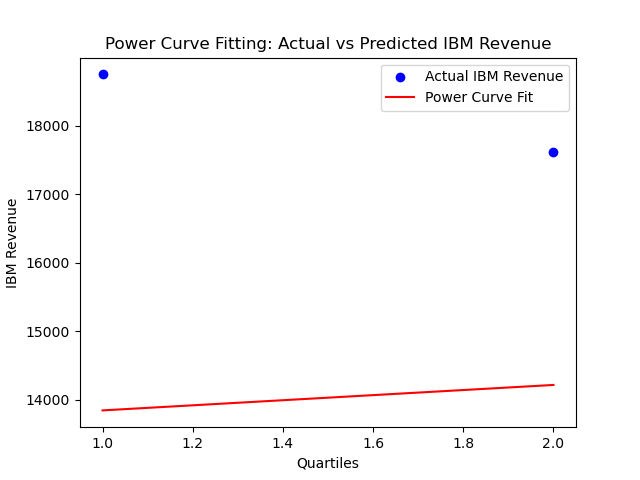 Power Curve Fitting: Actual vs Predicted IBM Revenue
Actual IBM Revenue
Power Curve Fit
IBM Revenue
18000
17000
16000
15000
14000
1.0 1.2 1.4 1.6 1.8 2.0
Quartiles